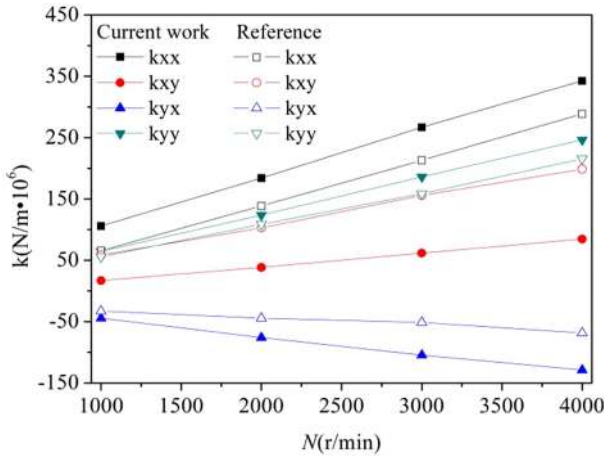 450
350
250
150
50
-50
-150
k(N/m•10⁶)
Current work Reference
kxx kxx
kxy kxy
kyx kyx
kyy kyy
1000 1500 2000 2500 3000 3500 4000
N(r/min)